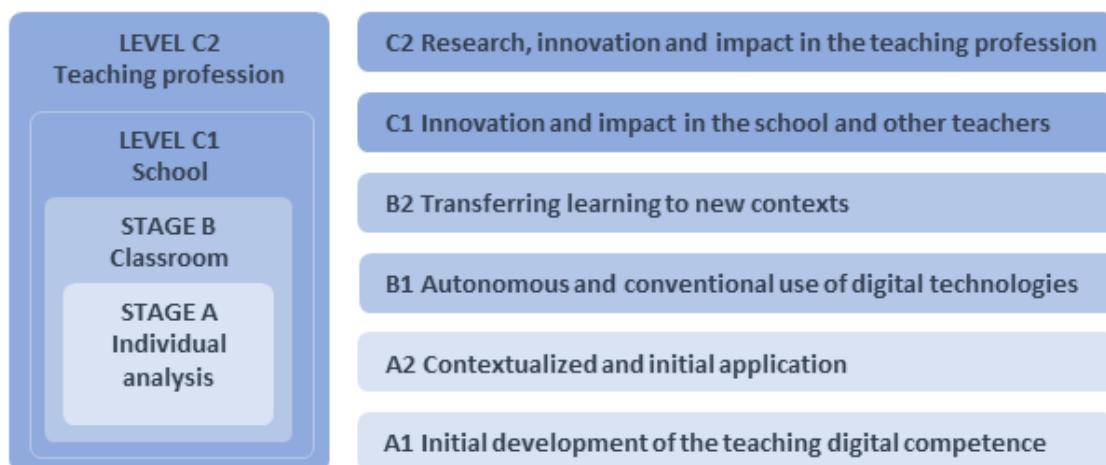 LEVEL C2
Teaching profession
LEVEL C1
School
STAGE B
Classroom
STAGE A
Individual
analysis
C2 Research, innovation and impact in the teaching profession
C1 Innovation and impact in the school and other teachers
B2 Transferring learning to new contexts
B1 Autonomous and conventional use of digital technologies
A2 Contextualized and initial application
A1 Initial development of the teaching digital competence